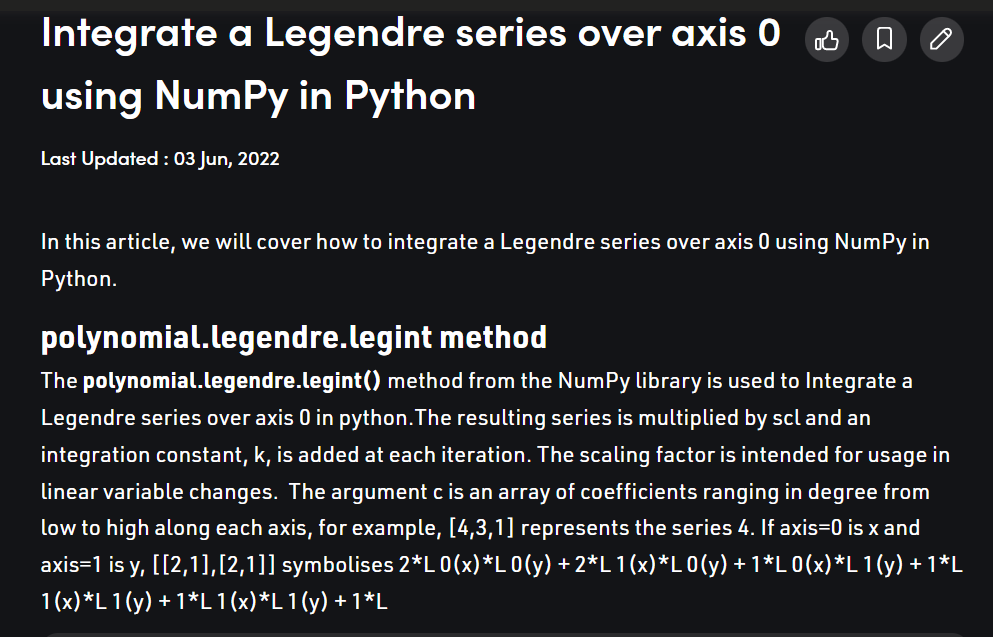 Integrate a Legendre series over axis 0
using NumPy in Python
Last Updated : 03 Jun, 2022
In this article, we will cover how to integrate a Legendre series over axis 0 using NumPy in
Python.
polynomial.legendre.legint method
The polynomial.legendre.legint() method from the NumPy library is used to Integrate a
Legendre series over axis 0 in python.The resulting series is multiplied by scl and an
integration constant, k, is added at each iteration. The scaling factor is intended for usage in
linear variable changes.  The argument c is an array of coefficients ranging in degree from
low to high along each axis, for example, [4,3,1] represents the series 4. If axis=0 is x and
axis=1 is y, [[2,1],[2,1]] symbolises 2*L 0(x)*L 0(y) + 2*L 1(x)*L 0(y) + 1*L 0(x)*L 1(y) + 1*L
1(x)*L 1(y) + 1*L 1(x)*L 1(y) + 1*L